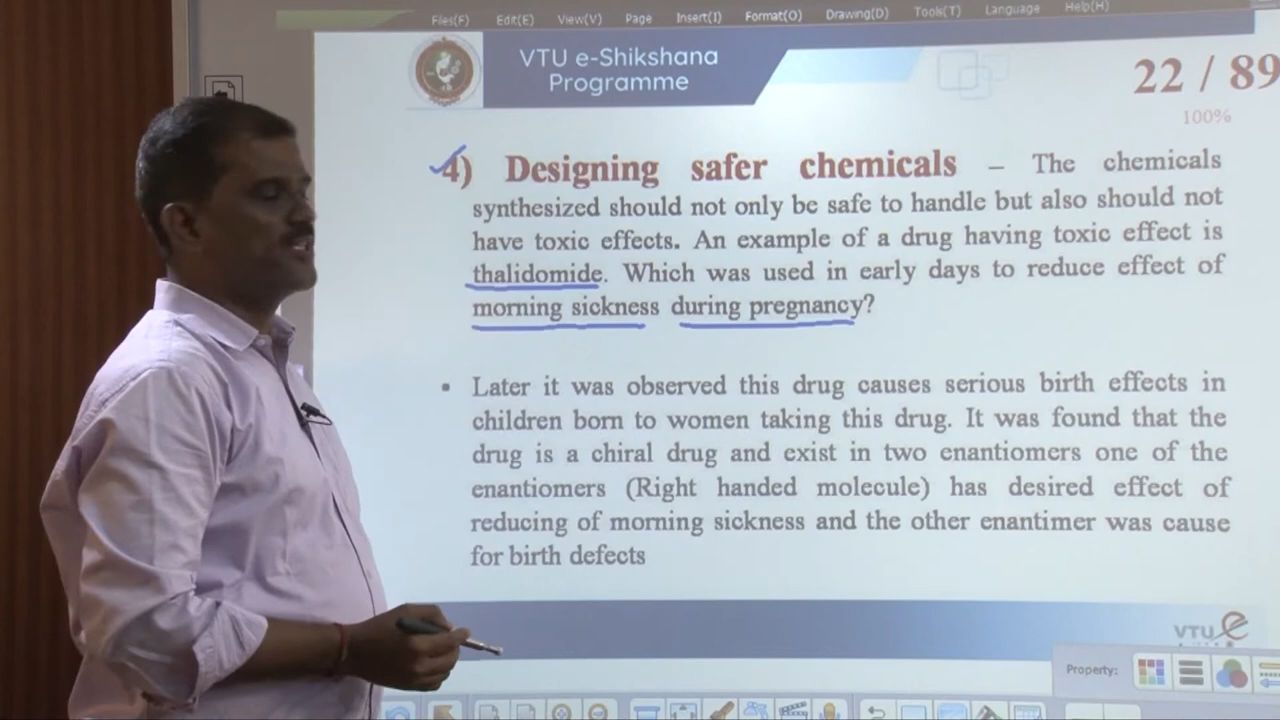 Files(F) Edit(E) View(V) Page Insert(I) Format(O) Drawing(D) Tools(T) Language Help(H)
VTU e-Shikshana
Programme
22 / 89
100%
4) Designing safer chemicals – The chemicals
synthesized should not only be safe to handle but also should not
have toxic effects. An example of a drug having toxic effect is
thalidomide. Which was used in early days to reduce effect of
morning sickness during pregnancy?
▪ Later it was observed this drug causes serious birth effects in
children born to women taking this drug. It was found that the
drug is a chiral drug and exist in two enantiomers one of the
enantiomers (Right handed molecule) has desired effect of
reducing of morning sickness and the other enantimer was cause
for birth defects
VTU e
Property: